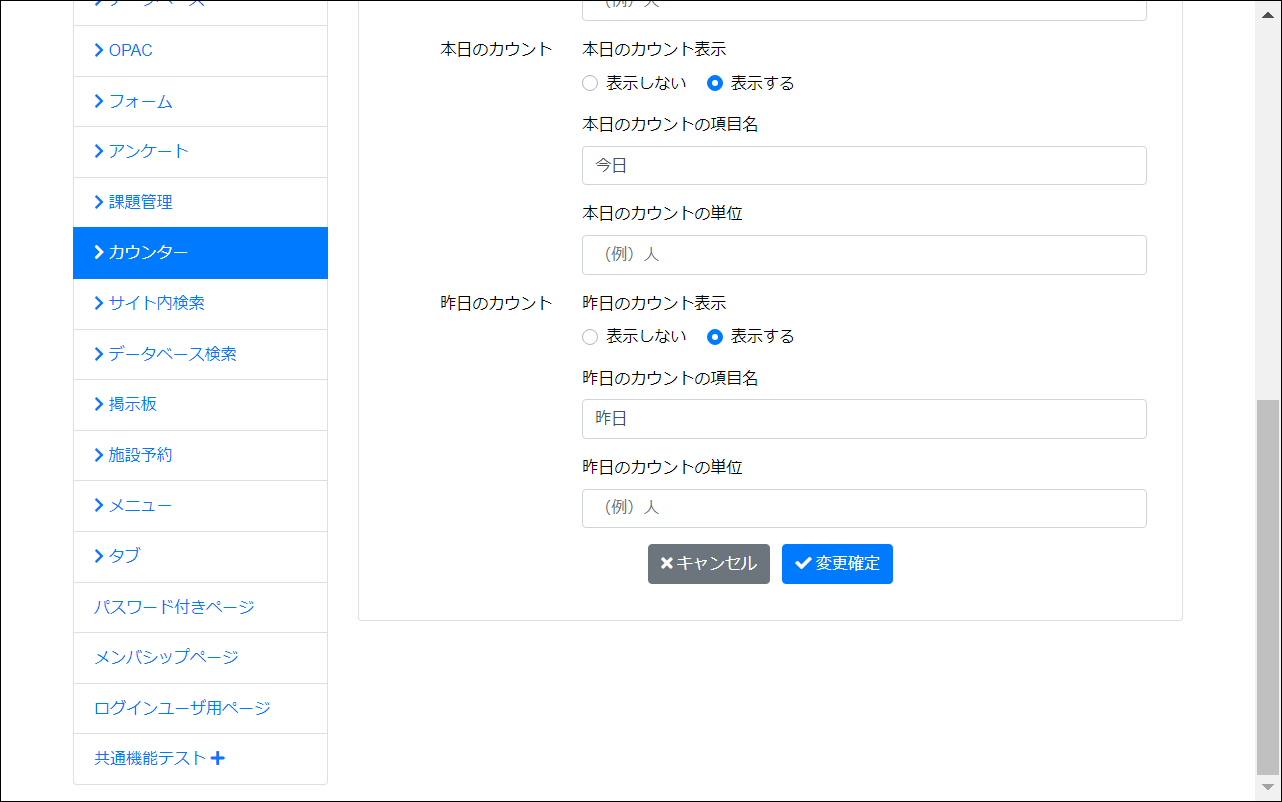 データベース
OPAC
フォーム
アンケート
課題管理
カウンター
サイト内検索
データベース検索
掲示板
施設予約
メニュー
タブ
パスワード付きページ
メンバシップページ
ログインユーザ用ページ
共通機能テスト
（例）人
本日のカウント
本日のカウント表示
表示しない 表示する
本日のカウントの項目名
今日
本日のカウントの単位
（例）人
昨日のカウント
昨日のカウント表示
表示しない 表示する
昨日のカウントの項目名
昨日
昨日のカウントの単位
（例）人
キャンセル 変更確定